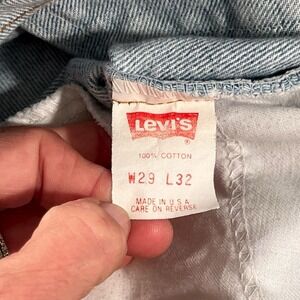 Levi's
®
100% COTTON
W29 L32
MADE IN U S A
CARE ON REVERSE